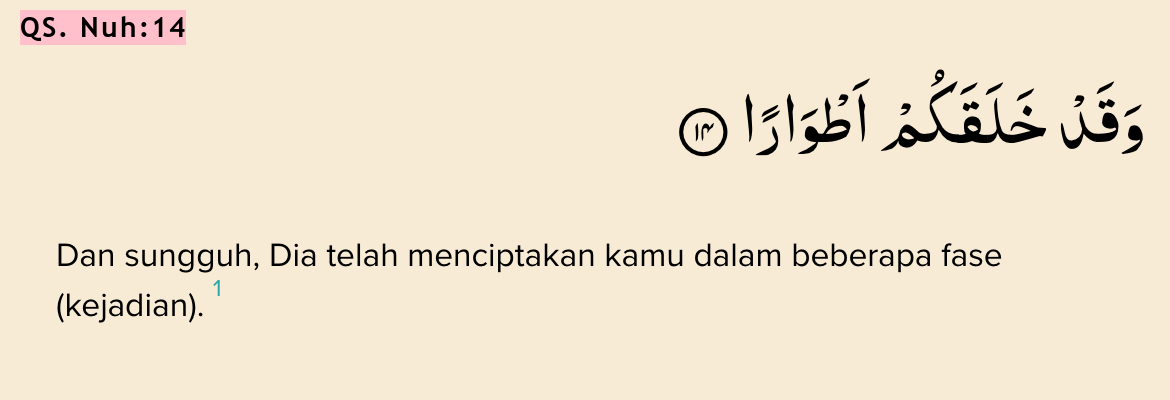 QS. Nuh:14
وَقَدْ خَلَقَكُمْ اَطْوَارًا ١٤
Dan sungguh, Dia telah menciptakan kamu dalam beberapa fase
(kejadian). 1